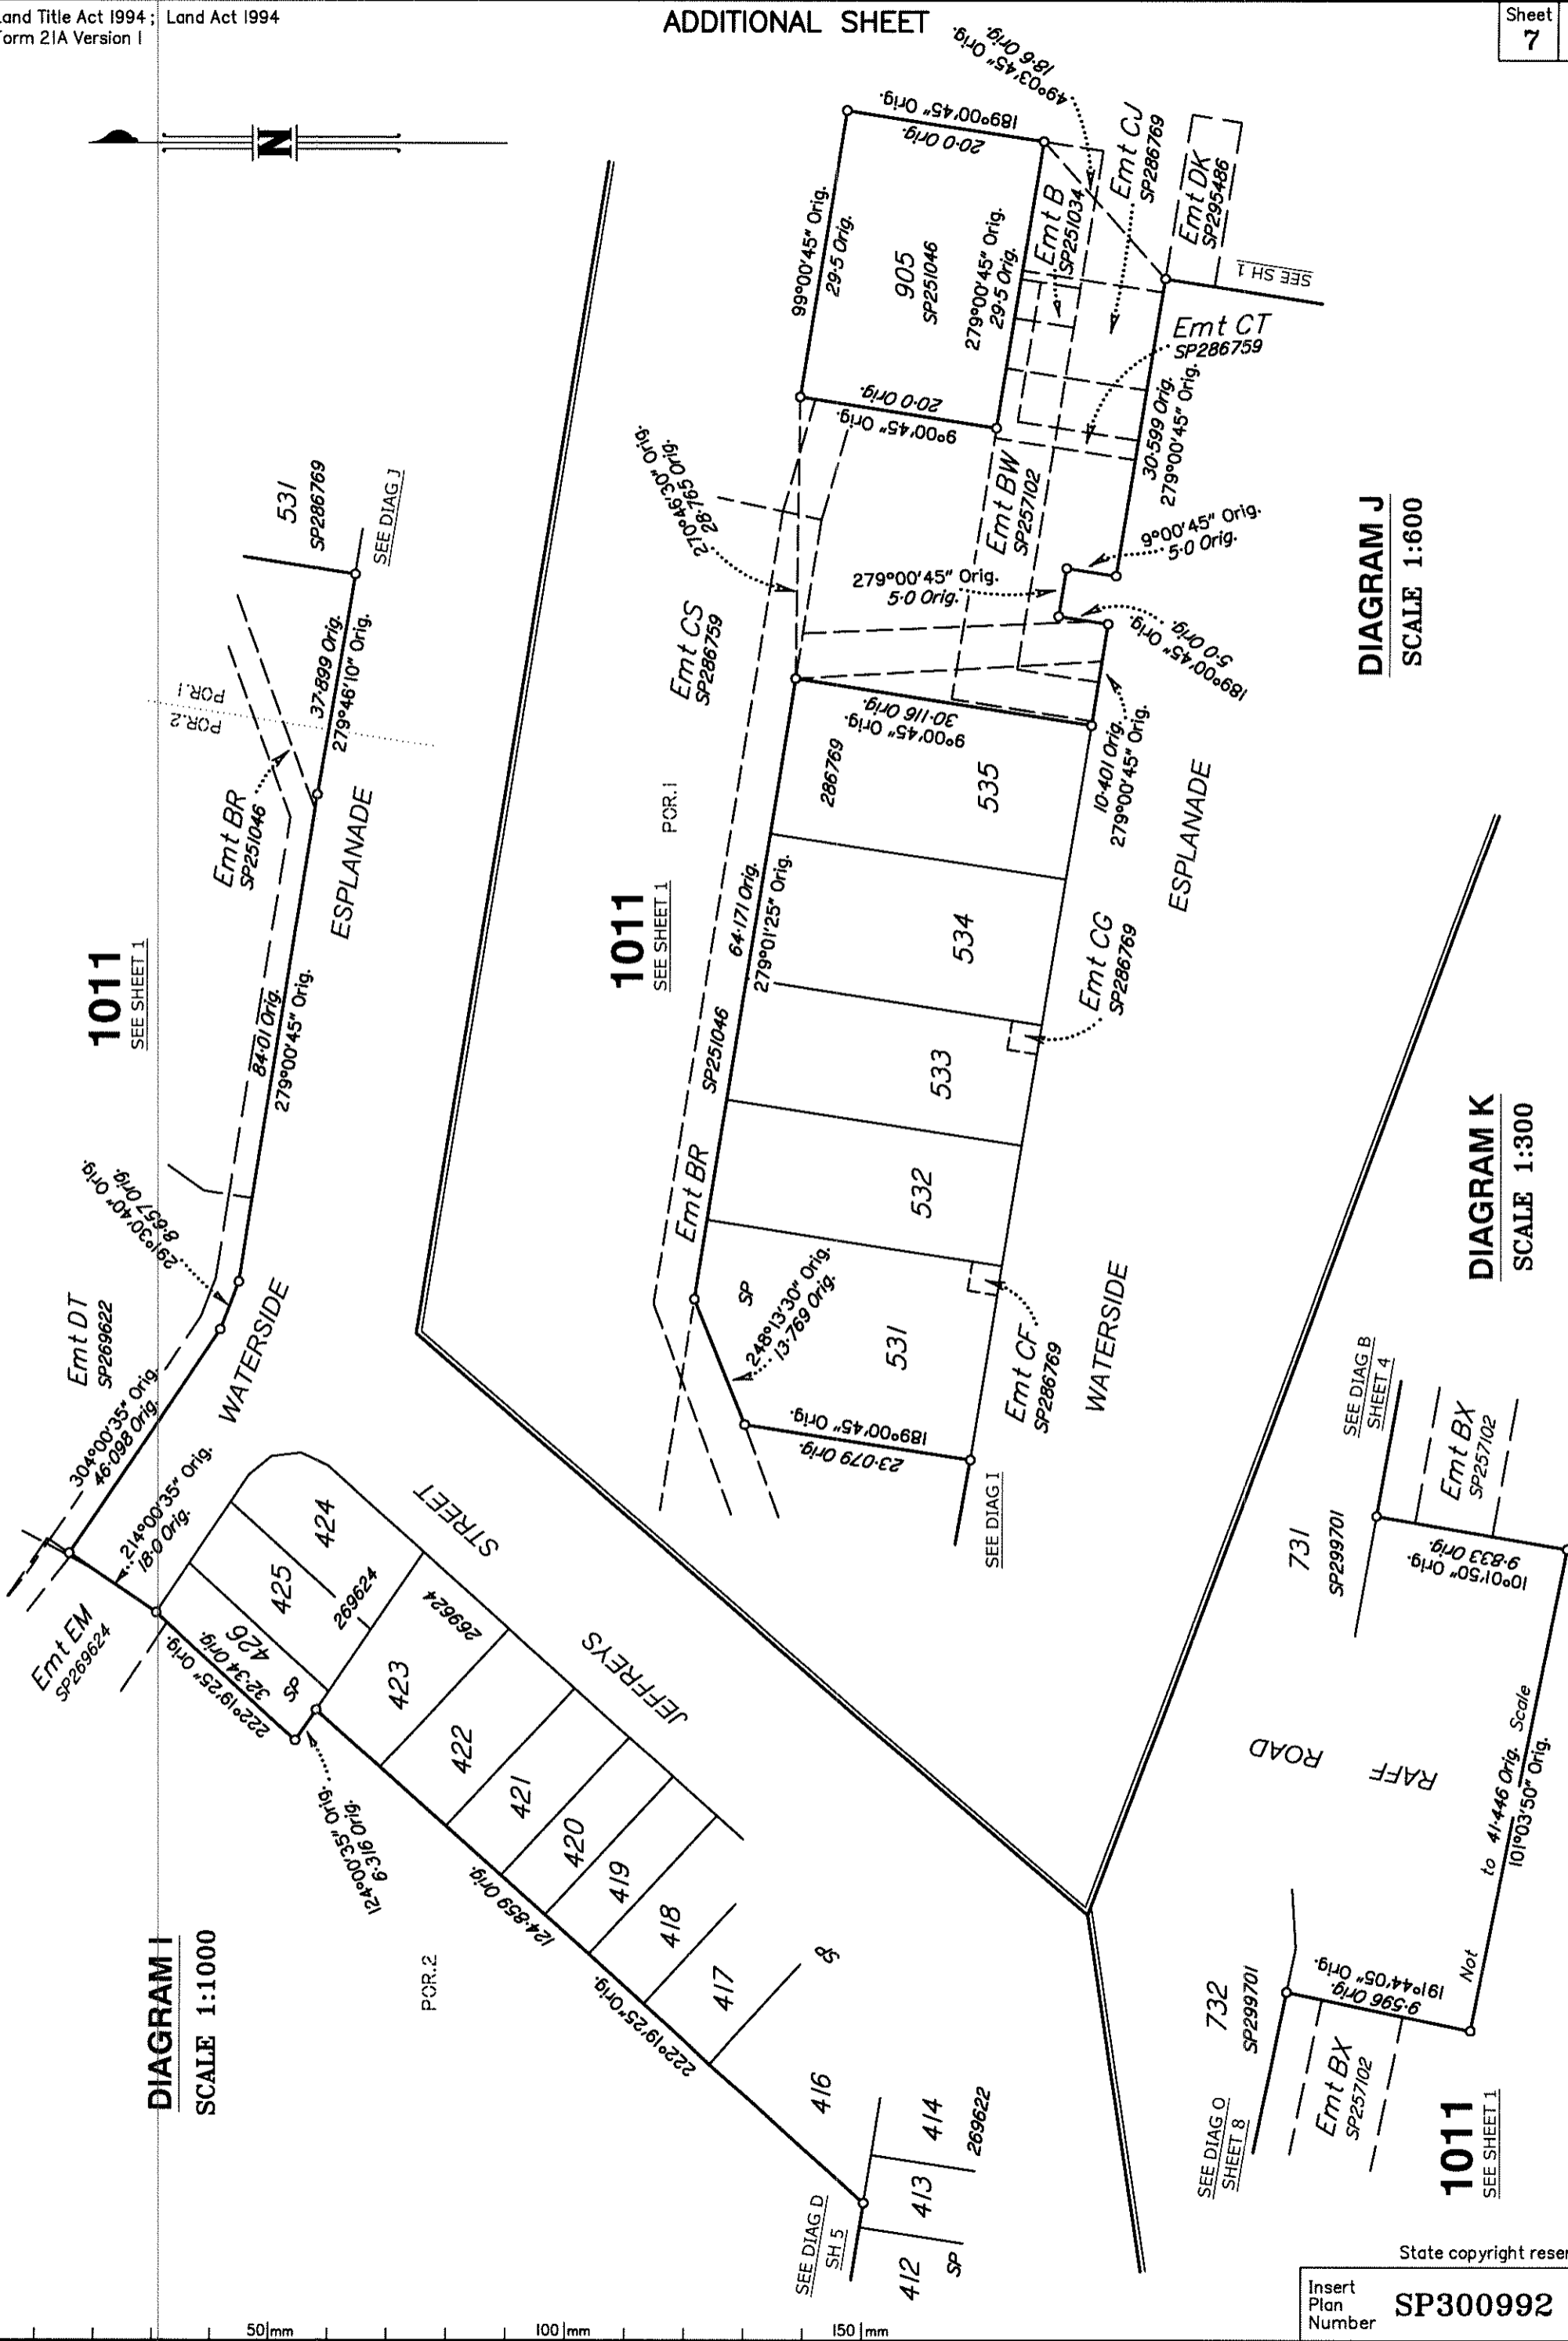 Land Title Act 1994; Land Act 1994
Form 21A Version 1
ADDITIONAL SHEET
Sheet
7
N
DIAGRAM I
SCALE 1:1000
1011
SEE SHEET 1
531
SP286769
SEE DIAG J
37·899 Orig.
279°46'10" Orig.
POR.1
POR.2
Emt BR
SP251046
ESPLANADE
84·01 Orig.
279°00'45" Orig.
291°30'40" Orig.
8·657 Orig.
Emt DT
SP269622
WATERSIDE
304°00'35" Orig.
46·098 Orig.
214°00'35" Orig.
18·0 Orig.
Emt EM
SP269624
222°19'25" Orig.
32·34 Orig.
426
SP
425
424
269624
STREET
JEFFREYS
124°00'35" Orig.
6·316 Orig.
423
269624
422
421
420
419
418
417
416
SP
124·859 Orig.
222°19'25" Orig.
POR.2
SEE DIAG D
SH 5
412
413
414
SP
269622
DIAGRAM J
SCALE 1:600
1011
SEE SHEET 1
POR.1
49°03'45" Orig.
18·6 Orig.
189°00'45" Orig.
20·0 Orig.
99°00'45" Orig.
29·5 Orig.
905
SP251046
279°00'45" Orig.
29·5 Orig.
Emt B
SP251034
Emt CJ
SP286769
Emt DK
SP295486
SEE SH 1
Emt CT
SP286759
20·0 Orig.
9°00'45" Orig.
30·599 Orig.
279°00'45" Orig.
270°46'30" Orig.
28·765 Orig.
Emt BW
SP257102
9°00'45" Orig.
5·0 Orig.
279°00'45" Orig.
5·0 Orig.
189°00'45" Orig.
5·0 Orig.
Emt CS
SP286759
30·116 Orig.
9°00'45" Orig.
10·401 Orig.
279°00'45" Orig.
286769
535
534
533
532
531
SP
ESPLANADE
64·171 Orig.
279°01'25" Orig.
Emt CG
SP286769
Emt BR
SP251046
248°13'30" Orig.
13·769 Orig.
Emt CF
SP286769
WATERSIDE
189°00'45" Orig.
23·079 Orig.
SEE DIAG I
DIAGRAM K
SCALE 1:300
SEE DIAG B
SHEET 4
731
SP299701
Emt BX
SP257102
10°01'50" Orig.
9·833 Orig.
RAFF
ROAD
Not to Scale
41·446 Orig.
101°03'50" Orig.
732
SP299701
191°44'05" Orig.
9·596 Orig.
SEE DIAG O
SHEET 8
Emt BX
SP257102
1011
SEE SHEET 1
State copyright reser
Insert
Plan
Number
SP300992
50mm
100mm
150mm